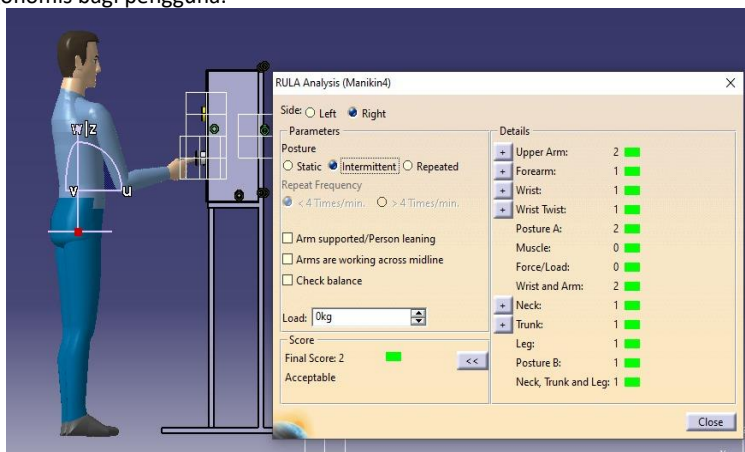 onomis bagi pengguna.
w|z
v
u
RULA Analysis (Manikin4)
Side: Left Right
Parameters
Posture
Static Intermittent Repeated
Repeat Frequency
< 4 Times/min. > 4 Times/min.
Arm supported/Person leaning
Arms are working across midline
Check balance
Load: 0kg
Score
Final Score: 2
<<
Acceptable
Details
+ Upper Arm: 2
+ Forearm: 1
+ Wrist: 1
+ Wrist Twist: 1
Posture A: 2
Muscle: 0
Force/Load: 0
Wrist and Arm: 2
+ Neck: 1
+ Trunk: 1
Leg: 1
Posture B: 1
Neck, Trunk and Leg: 1
Close